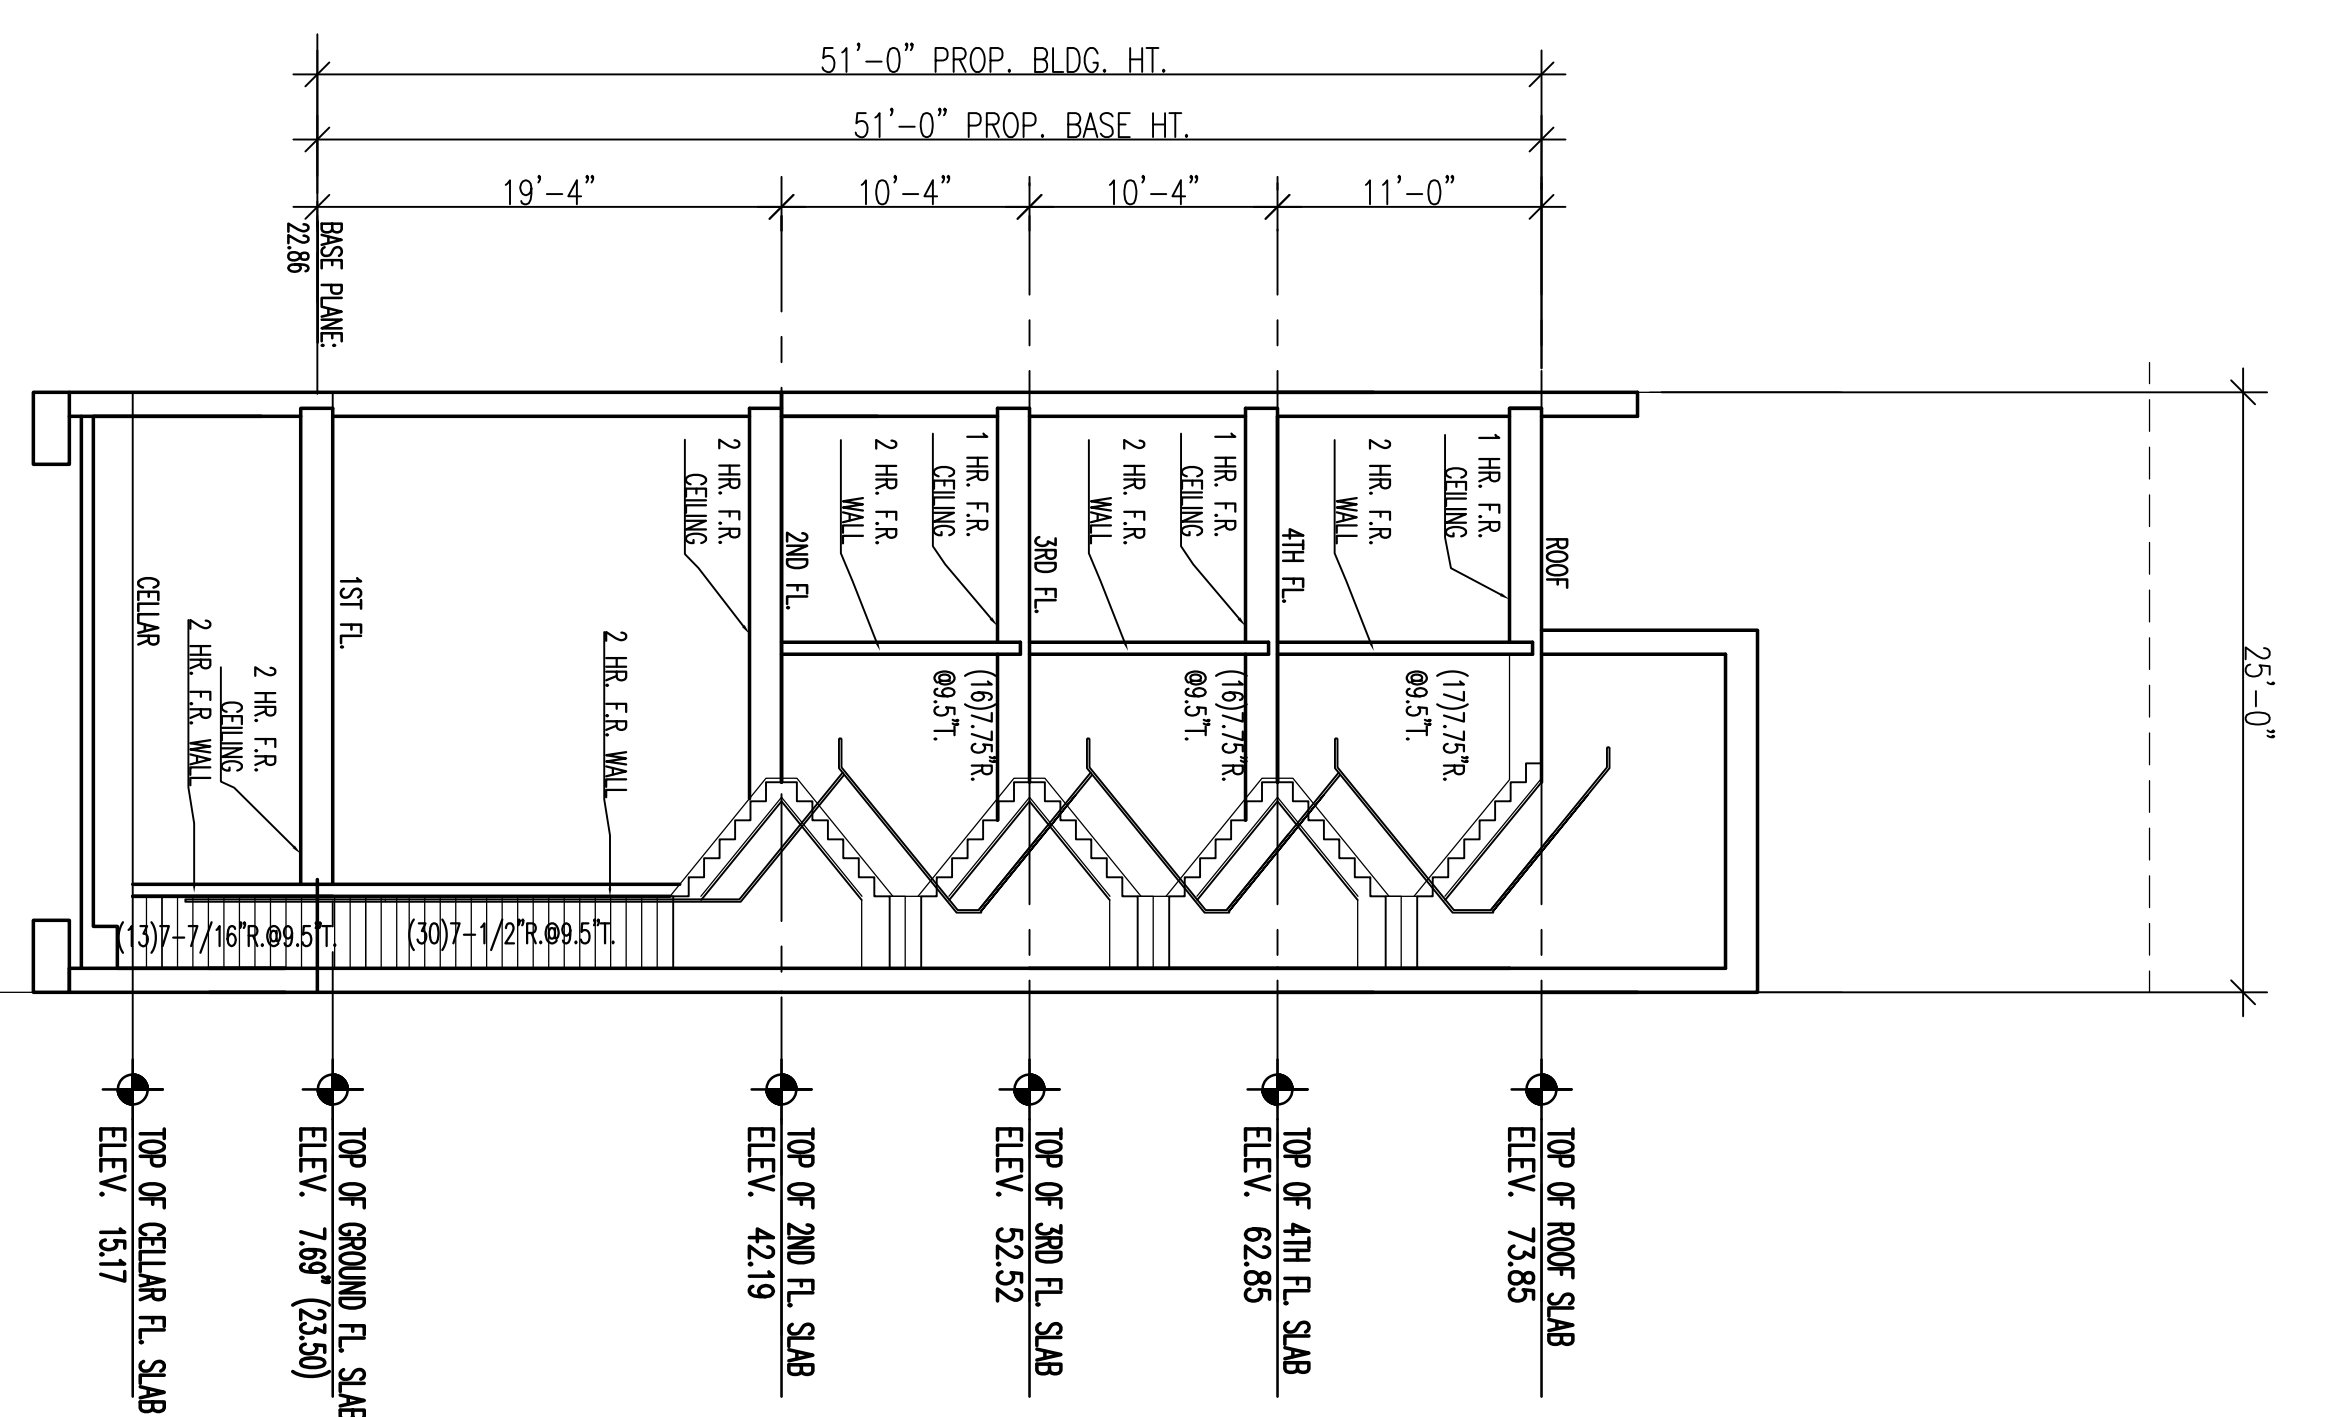 51'-0" PROP. BLDG. HT.
51'-0" PROP. BASE HT.
19'-4"
10'-4"
10'-4"
11'-0"
BASE PLANE:
22.86
25'-0"
2 HR. F.R.
CEILING
2 HR. F.R.
WALL
1 HR. F.R.
CEILING
2 HR. F.R.
WALL
1 HR. F.R.
CEILING
2 HR. F.R.
WALL
1 HR. F.R.
CEILING
CELLAR
1ST FL.
2ND FL.
3RD FL.
4TH FL.
ROOF
2 HR. F.R. WALL
2 HR. F.R.
CEILING
2 HR. F.R. WALL
(16)7.75"R.
@9.5"T.
(16)7.75"R.
@9.5"T.
(17)7.75"R.
@9.5"T.
(13)7-7/16"R.@9.5"T.
(30)7-1/2"R.@9.5"T.
TOP OF CELLAR FL. SLAB
ELEV. 15.17
TOP OF GROUND FL. SLAB
ELEV. 7.69" (23.50)
TOP OF 2ND FL. SLAB
ELEV. 42.19
TOP OF 3RD FL. SLAB
ELEV. 52.52
TOP OF 4TH FL. SLAB
ELEV. 62.85
TOP OF ROOF SLAB
ELEV. 73.85